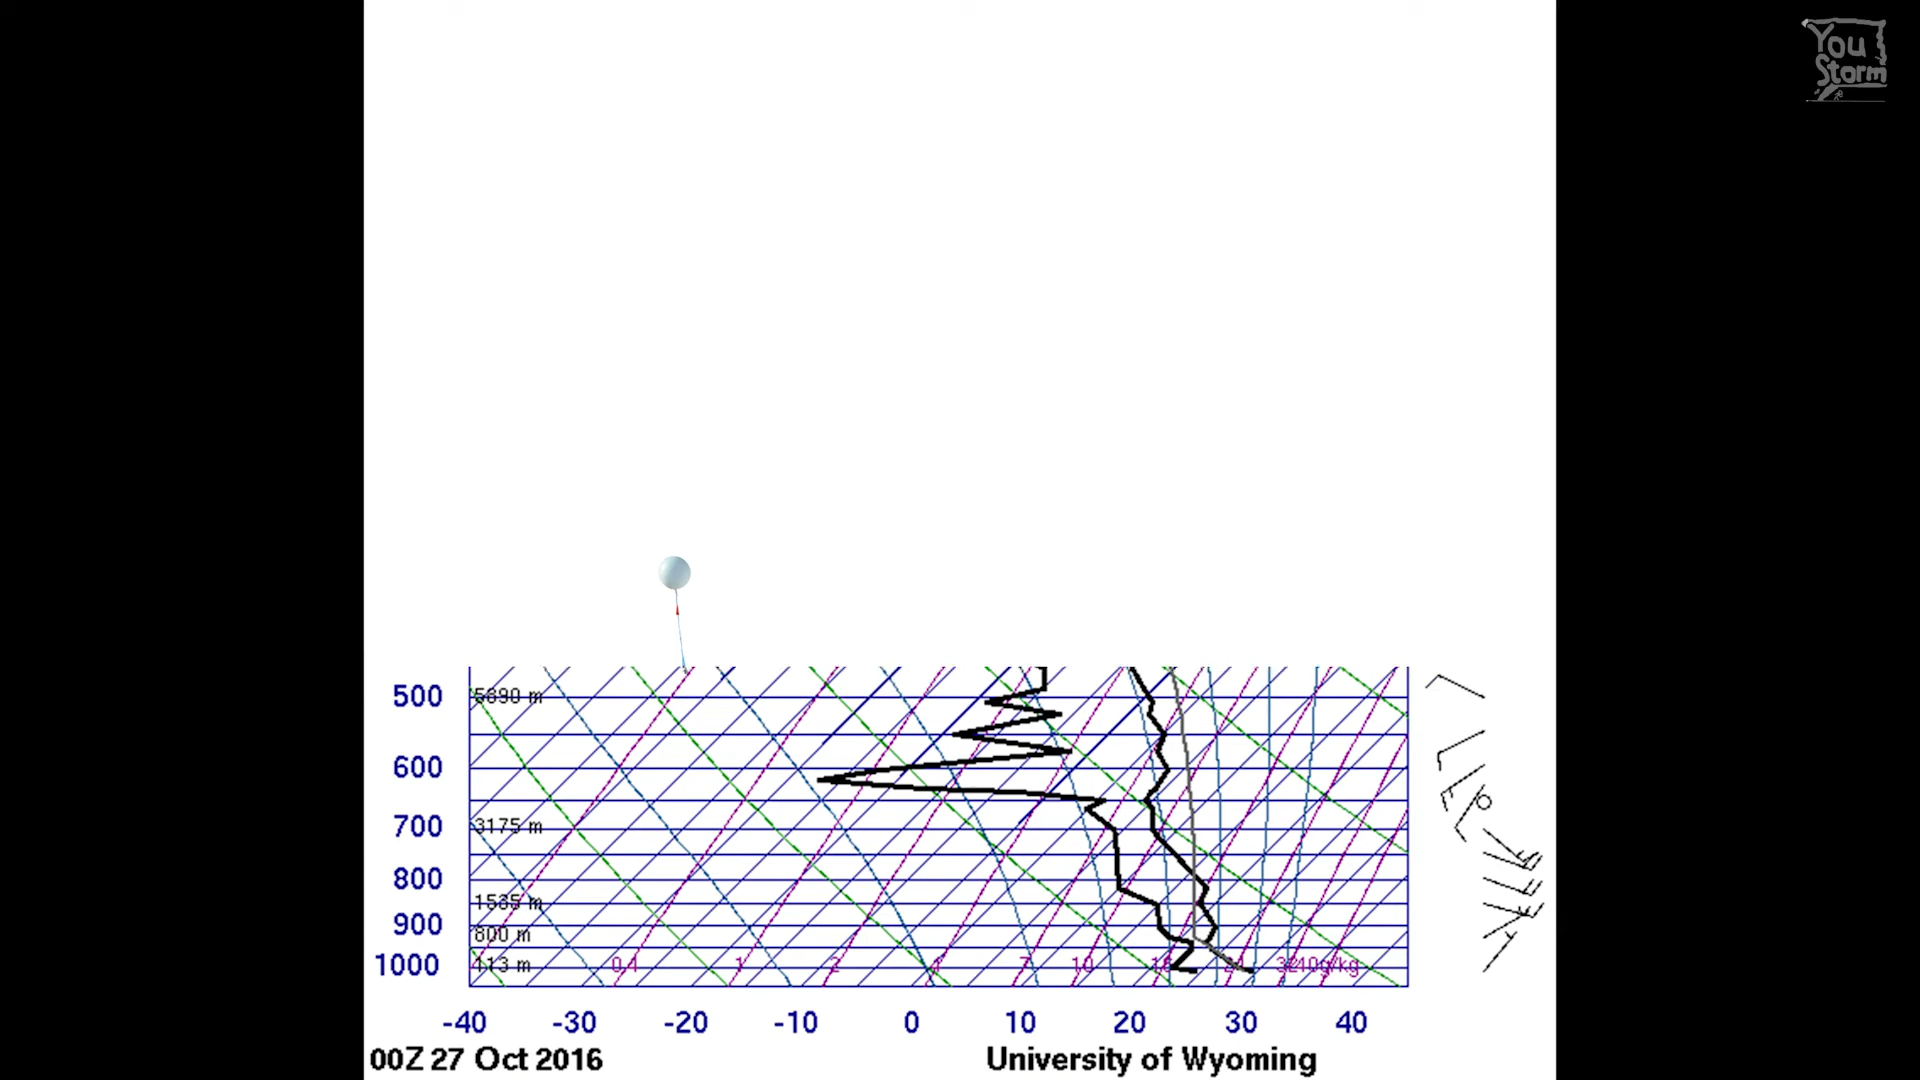 You
Storm
500
5890 m
600
700
3175 m
800
1535 m
900
800 m
1000
113 m
0.4
1
2
4
7
10
16
24
32
40g/kg
-40
-30
-20
-10
0
10
20
30
40
00Z 27 Oct 2016
University of Wyoming